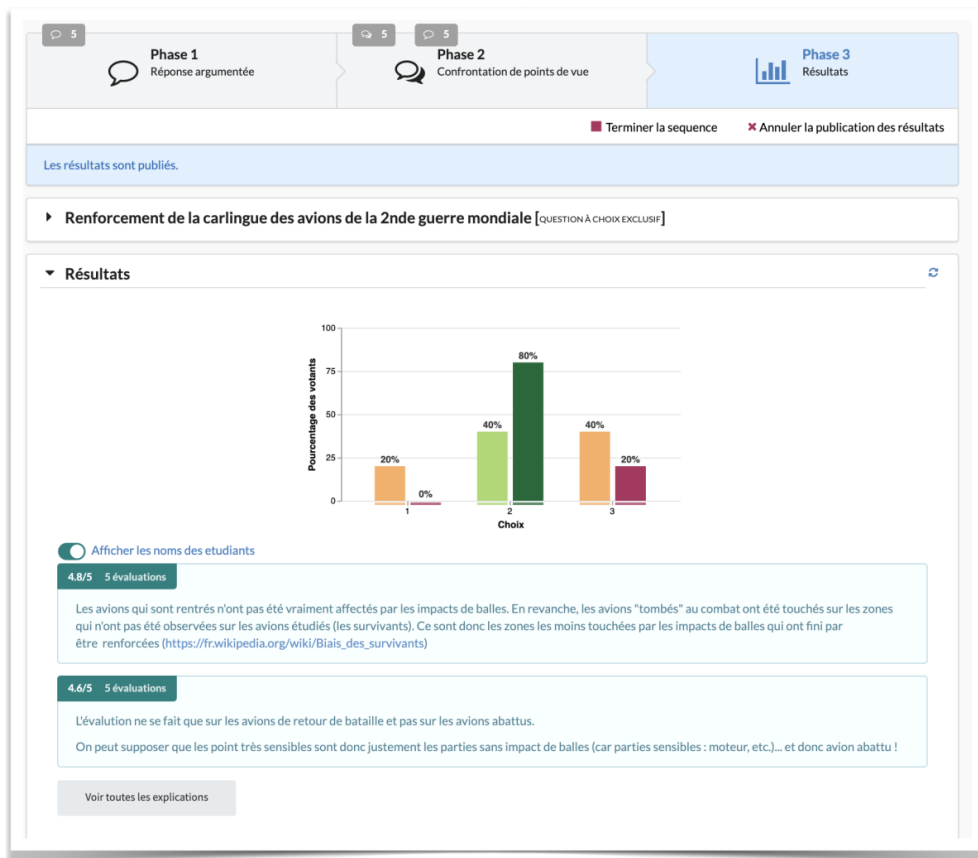 5
5
5
Phase 1
Réponse argumentée
Phase 2
Confrontation de points de vue
Phase 3
Résultats
Terminer la sequence
Annuler la publication des résultats
Les résultats sont publiés.
Renforcement de la carlingue des avions de la 2nde guerre mondiale [QUESTION À CHOIX EXCLUSIF]
Résultats
Pourcentage des votants
100
75
50
25
0
20%
0%
40%
80%
40%
20%
1
2
3
Choix
Afficher les noms des etudiants
4.8/5 5 évaluations
Les avions qui sont rentrés n'ont pas été vraiment affectés par les impacts de balles. En revanche, les avions "tombés" au combat ont été touchés sur les zones
qui n'ont pas été observées sur les avions étudiés (les survivants). Ce sont donc les zones les moins touchées par les impacts de balles qui ont fini par
être renforcées (https://fr.wikipedia.org/wiki/Biais_des_survivants)
4.6/5 5 évaluations
L'évalution ne se fait que sur les avions de retour de bataille et pas sur les avions abattus.
On peut supposer que les point très sensibles sont donc justement les parties sans impact de balles (car parties sensibles : moteur, etc.)... et donc avion abattu !
Voir toutes les explications